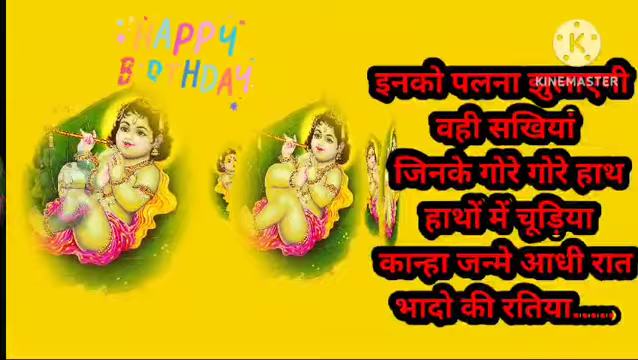 HAPPY
BIRTHDAY
K
KINEMASTER
इनको पलना
वही सखियां
जिनके गोरे गोरे हाथ
हाथों में चूड़िया
कान्हा जन्मे आधी रात
भादो की रतिया......